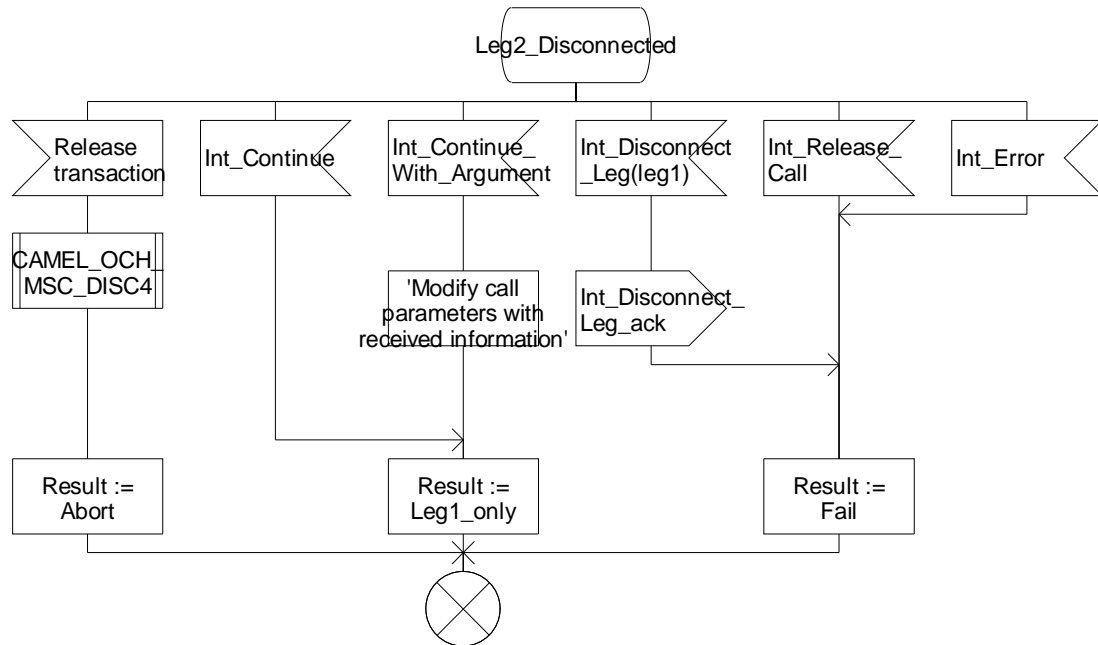 Leg2_Disconnected
Release
transaction
Int_Continue
Int_Continue_
With_Argument
Int_Disconnect
_Leg(leg1)
Int_Release_
Call
Int_Error
CAMEL_OCH_
MSC_DISC4
'Modify call
parameters with
received information'
Int_Disconnect_
Leg_ack
Result :=
Abort
Result :=
Leg1_only
Result :=
Fail